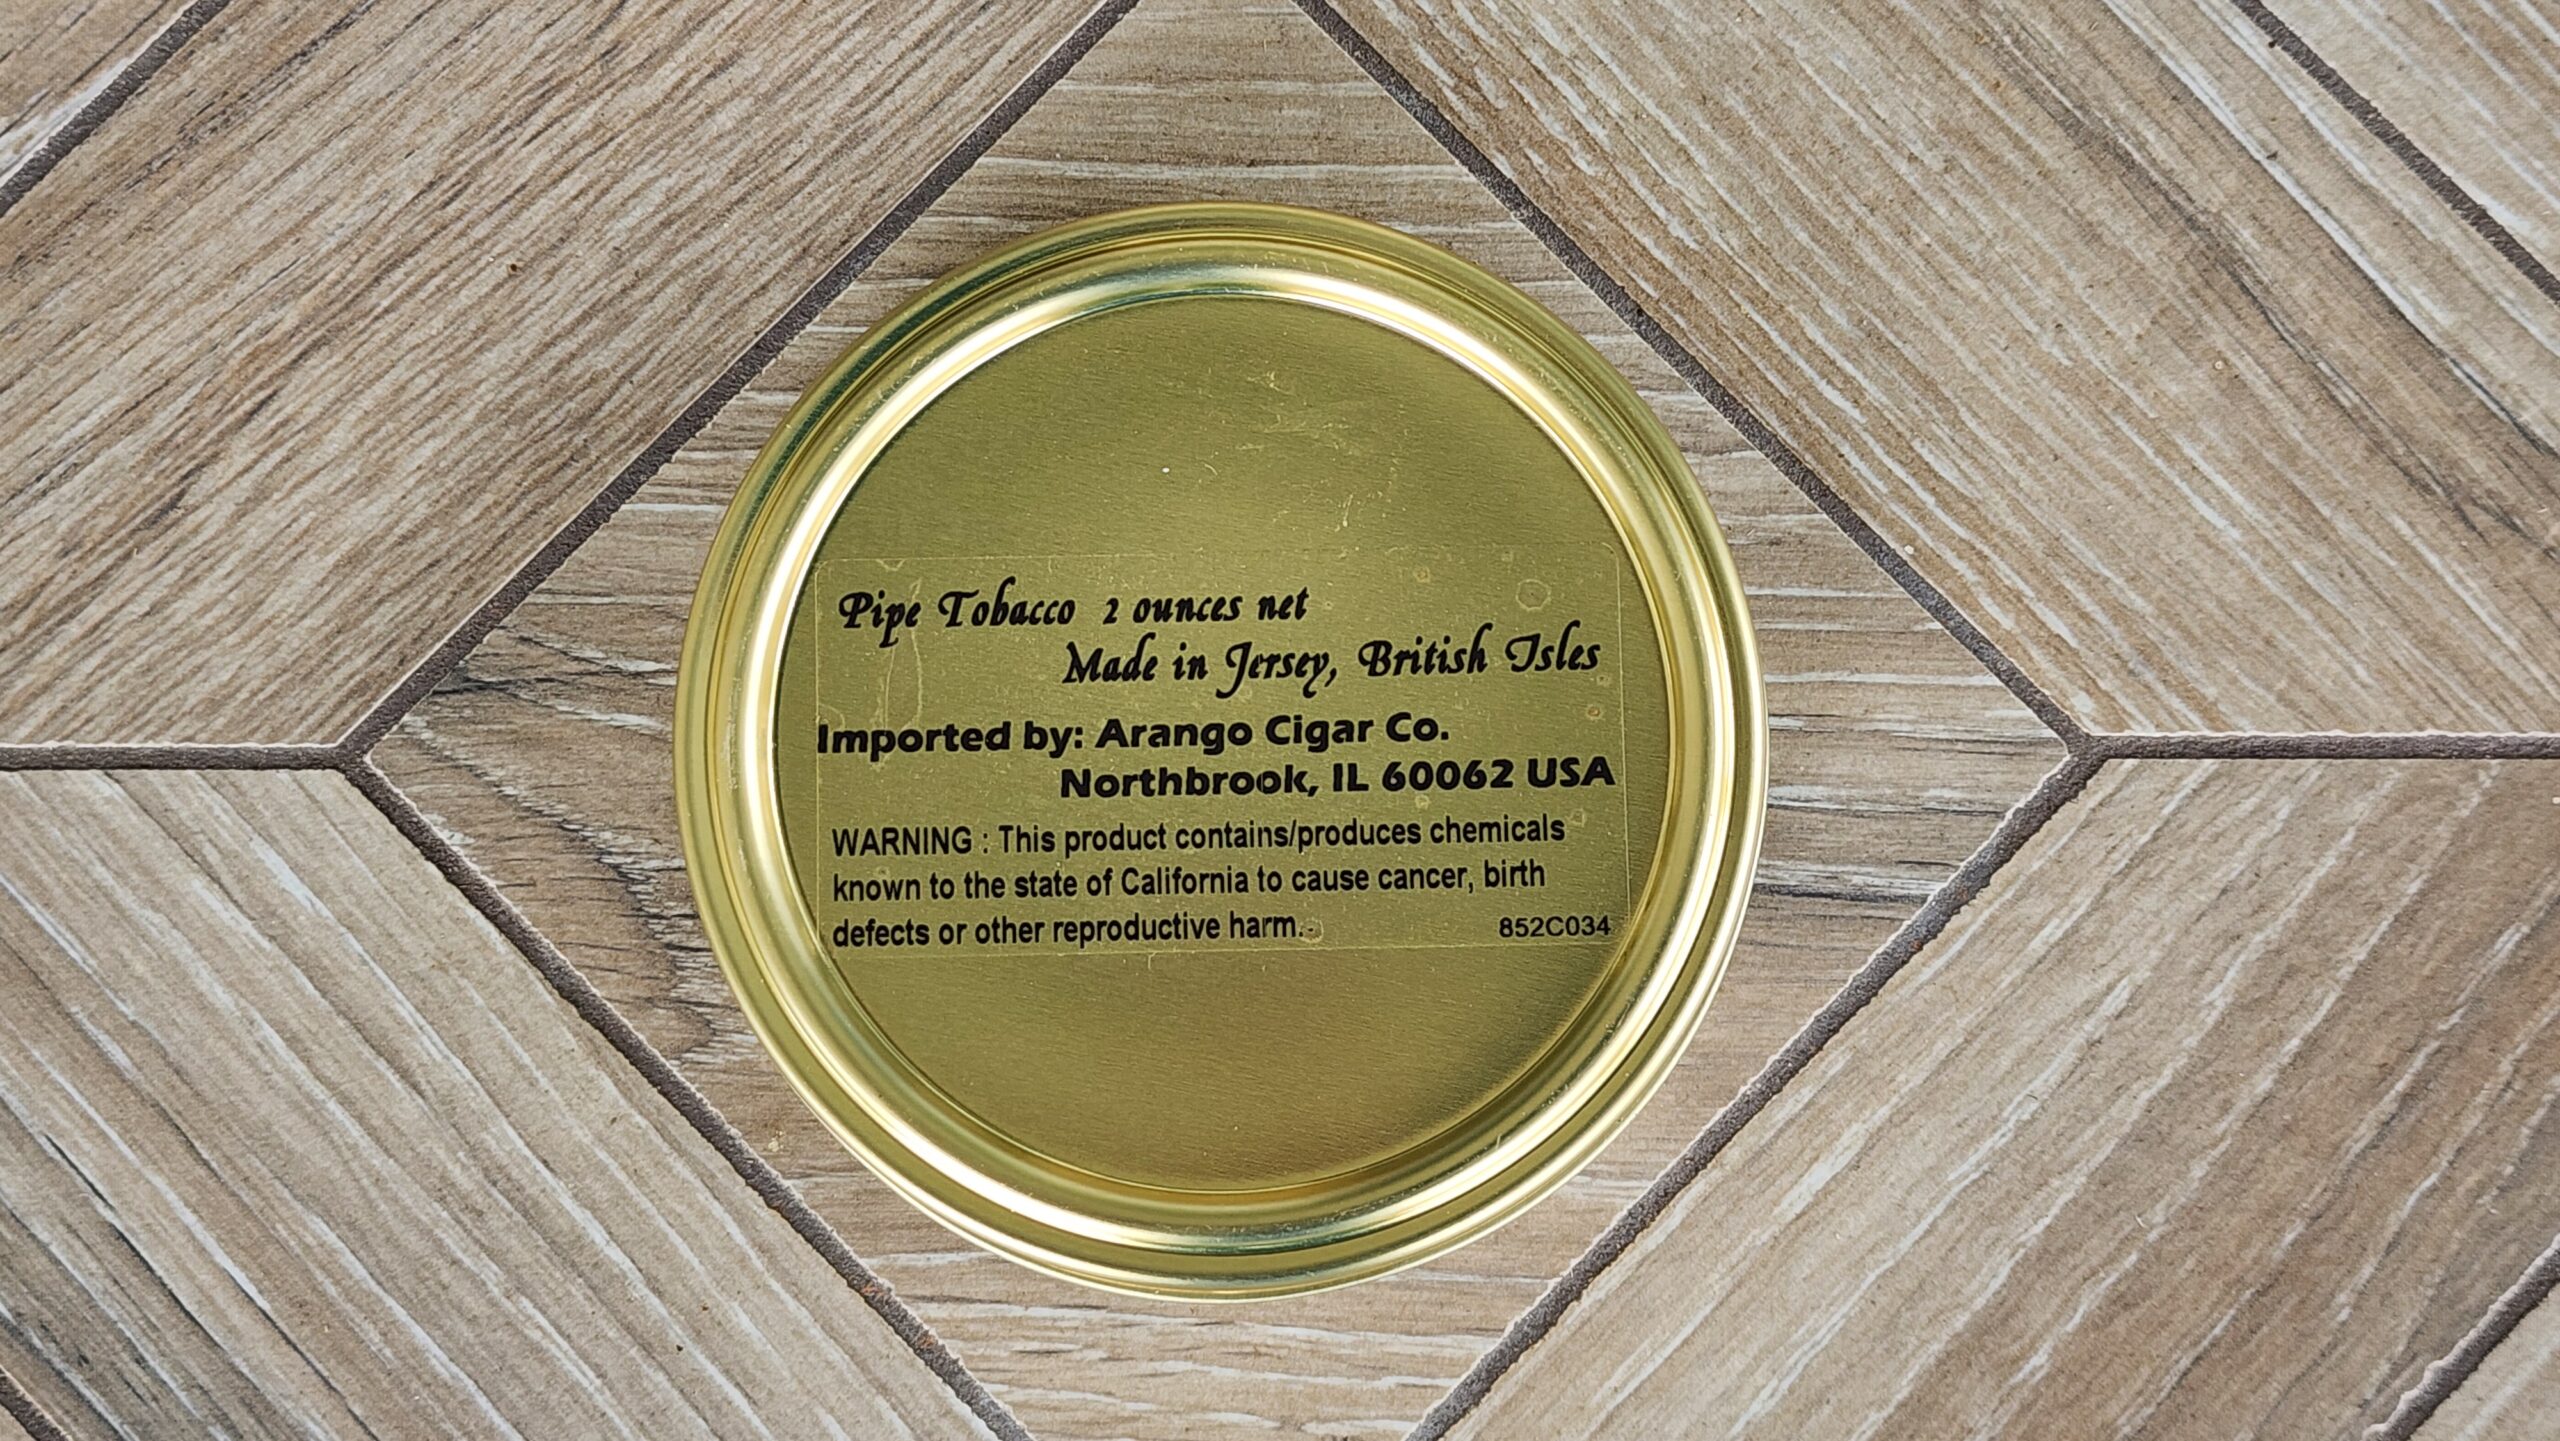 Pipe Tobacco 2 ounces net
Made in Jersey, British Isles
Imported by: Arango Cigar Co.
Northbrook, IL 60062 USA
WARNING : This product contains/produces chemicals
known to the state of California to cause cancer, birth
defects or other reproductive harm.
852C034